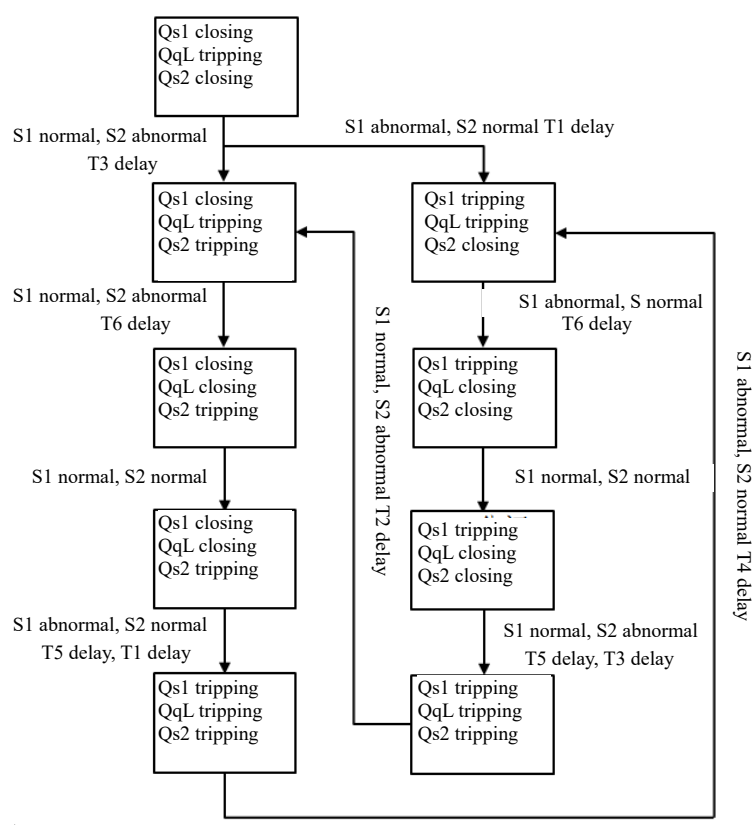 Qs1 closing
QqL tripping
Qs2 closing
S1 normal, S2 abnormal
T3 delay
S1 abnormal, S2 normal T1 delay
Qs1 closing
QqL tripping
Qs2 tripping
Qs1 tripping
QqL tripping
Qs2 closing
S1 normal, S2 abnormal
T6 delay
S1 abnormal, S normal
T6 delay
Qs1 closing
QqL closing
Qs2 tripping
Qs1 tripping
QqL closing
Qs2 closing
S1 normal, S2 abnormal T2 delay
S1 abnormal, S2 normal T4 delay
S1 normal, S2 normal
S1 normal, S2 normal
Qs1 closing
QqL closing
Qs2 tripping
Qs1 tripping
QqL closing
Qs2 closing
S1 abnormal, S2 normal
T5 delay, T1 delay
S1 normal, S2 abnormal
T5 delay, T3 delay
Qs1 tripping
QqL tripping
Qs2 tripping
Qs1 tripping
QqL tripping
Qs2 tripping